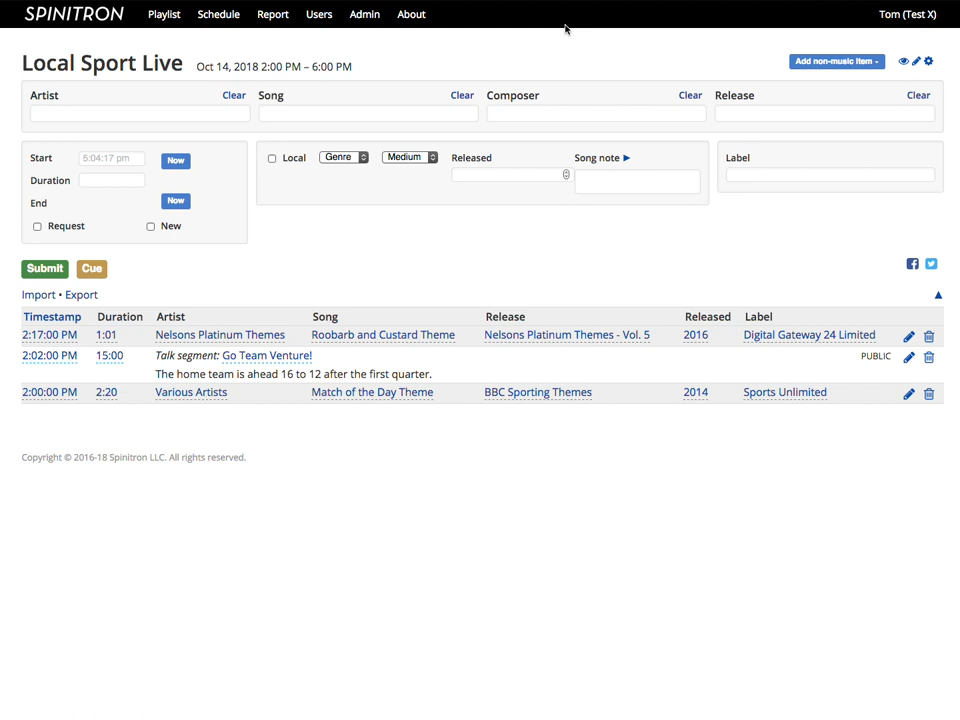 SPINITRON Playlist Schedule Report Users Admin About Tom (Test X)
Local Sport Live Oct 14, 2018 2:00 PM – 6:00 PM Add non-music item -
Artist Clear Song Clear Composer Clear Release Clear
Start 5:04:17 pm Now Local Genre Medium Released Song note ▶ Label
Duration
End Now
Request New
Submit Cue
Import • Export ▲
Timestamp Duration Artist Song Release Released Label
2:17:00 PM 1:01 Nelsons Platinum Themes Roobarb and Custard Theme Nelsons Platinum Themes - Vol. 5 2016 Digital Gateway 24 Limited
2:02:00 PM 15:00 Talk segment: Go Team Venture! PUBLIC
The home team is ahead 16 to 12 after the first quarter.
2:00:00 PM 2:20 Various Artists Match of the Day Theme BBC Sporting Themes 2014 Sports Unlimited
Copyright © 2016-18 Spinitron LLC. All rights reserved.